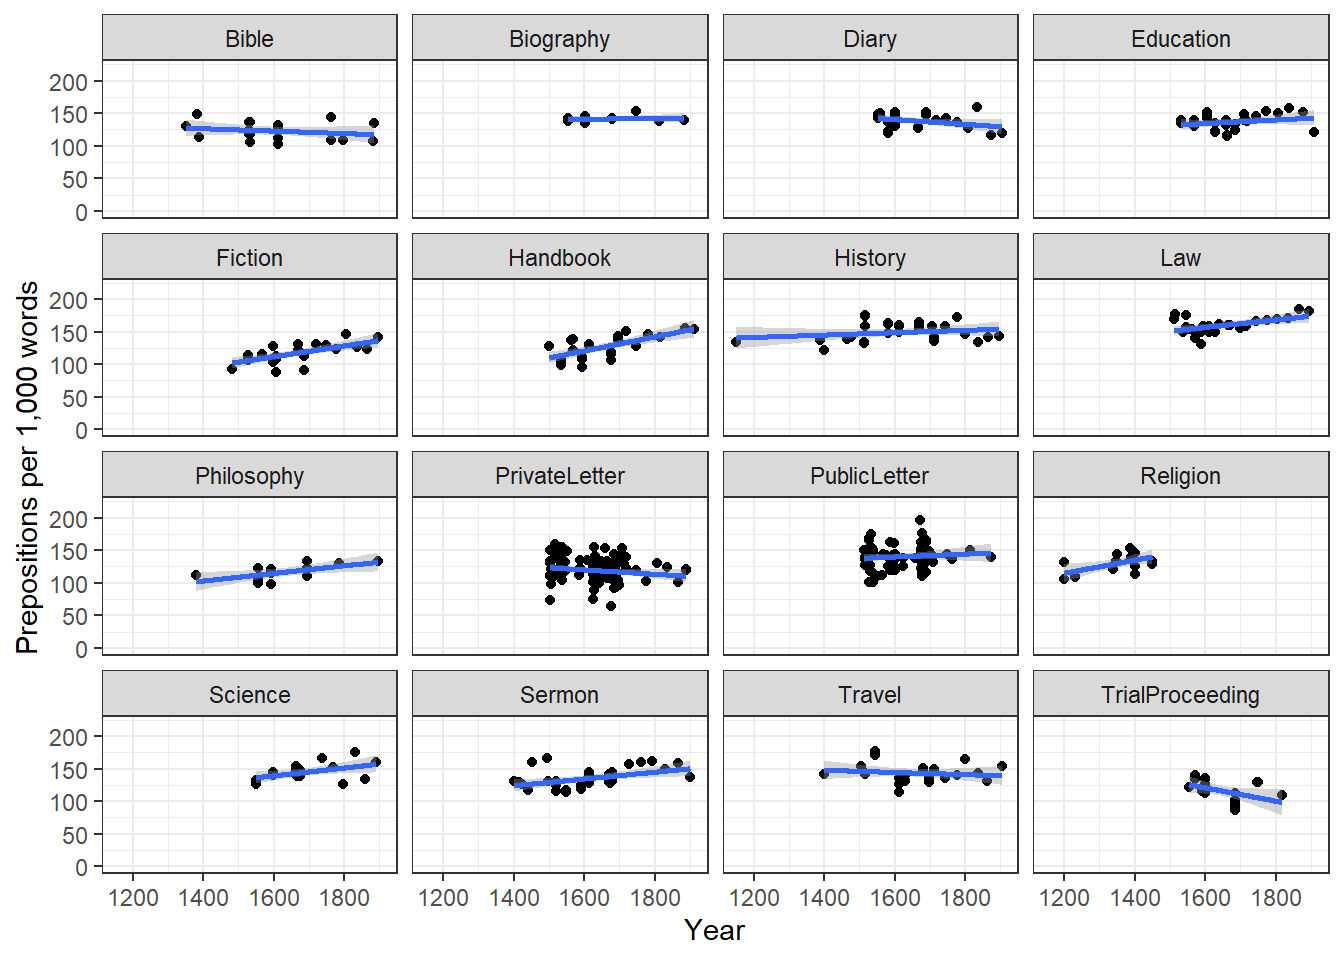 Bible Biography Diary Education
200
150
100
50
0
Fiction Handbook History Law
200
150
100
50
0
Philosophy PrivateLetter PublicLetter Religion
200
150
100
50
0
Science Sermon Travel TrialProceeding
200
150
100
50
0
1200 1400 1600 1800 1200 1400 1600 1800 1200 1400 1600 1800 1200 1400 1600 1800
Year
Prepositions per 1,000 words